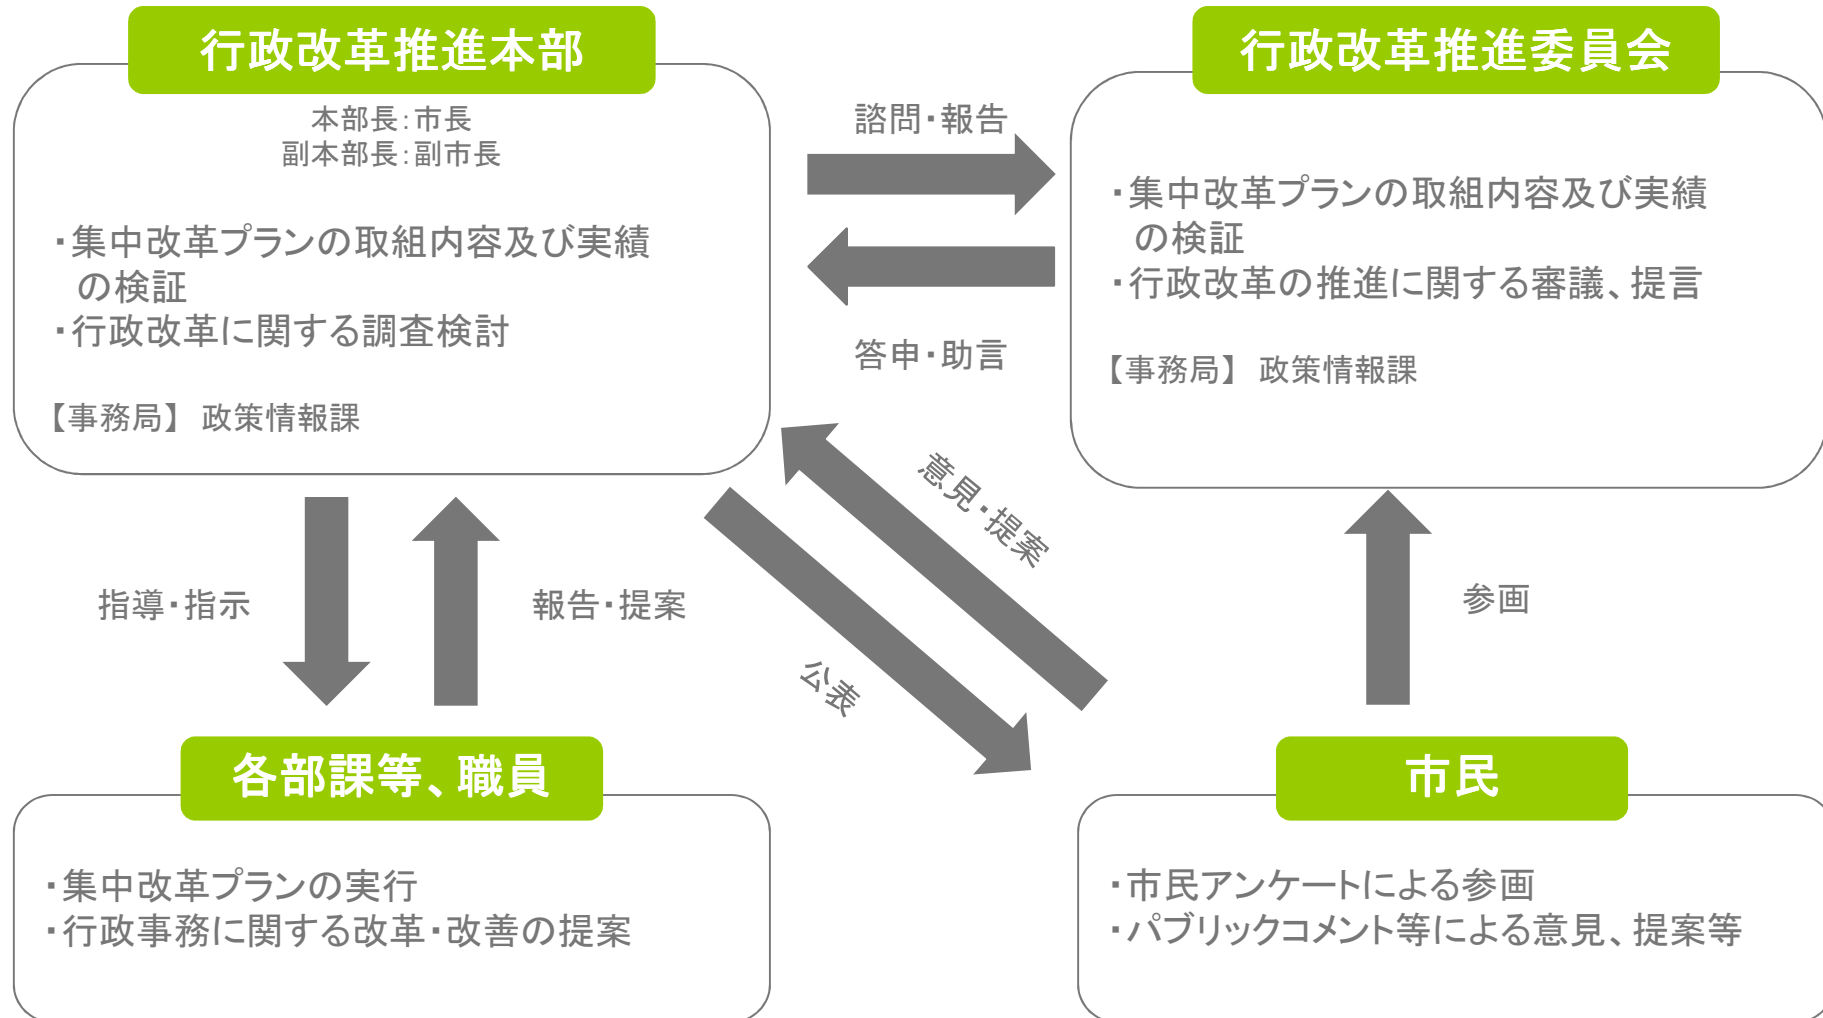 行政改革推進本部
本部長：市長
副本部長：副市長
・集中改革プランの取組内容及び実績
の検証
・行政改革に関する調査検討
【事務局】 政策情報課
諮問・報告
答申・助言
行政改革推進委員会
・集中改革プランの取組内容及び実績
の検証
・行政改革の推進に関する審議、提言
【事務局】 政策情報課
指導・指示
報告・提案
意見・提案
公表
参画
各部課等、職員
・集中改革プランの実行
・行政事務に関する改革・改善の提案
市民
・市民アンケートによる参画
・パブリックコメント等による意見、提案等